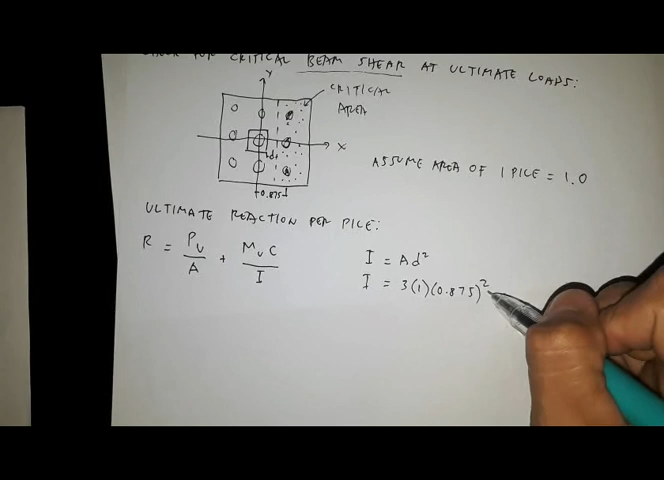 CRITICAL BEAM SHEAR AT ULTIMATE LOADS:
Y
CRITICAL
AREA
X
d
0.875
ASSUME AREA OF 1 PILE = 1.0
ULTIMATE REACTION PER PILE:
R = PU / A + MU C / I
I = Ad²
I = 3(1)(0.875)²